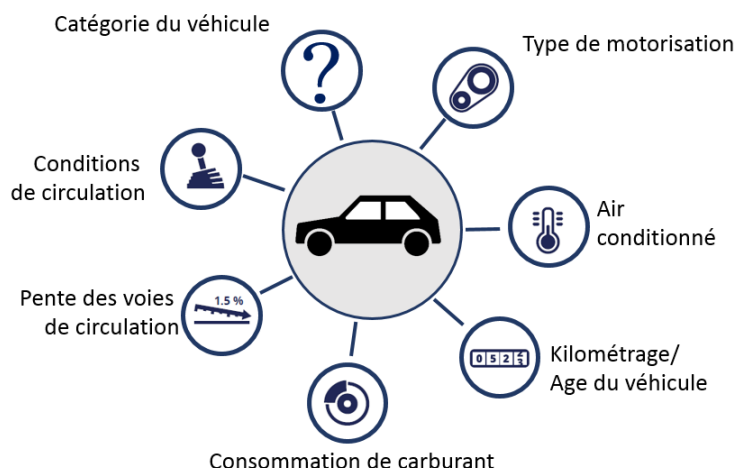 Catégorie du véhicule
?
Type de motorisation
Conditions
de circulation
Air
conditionné
Pente des voies
de circulation
1.5 %
0 5 2
Kilométrage/
Age du véhicule
Consommation de carburant